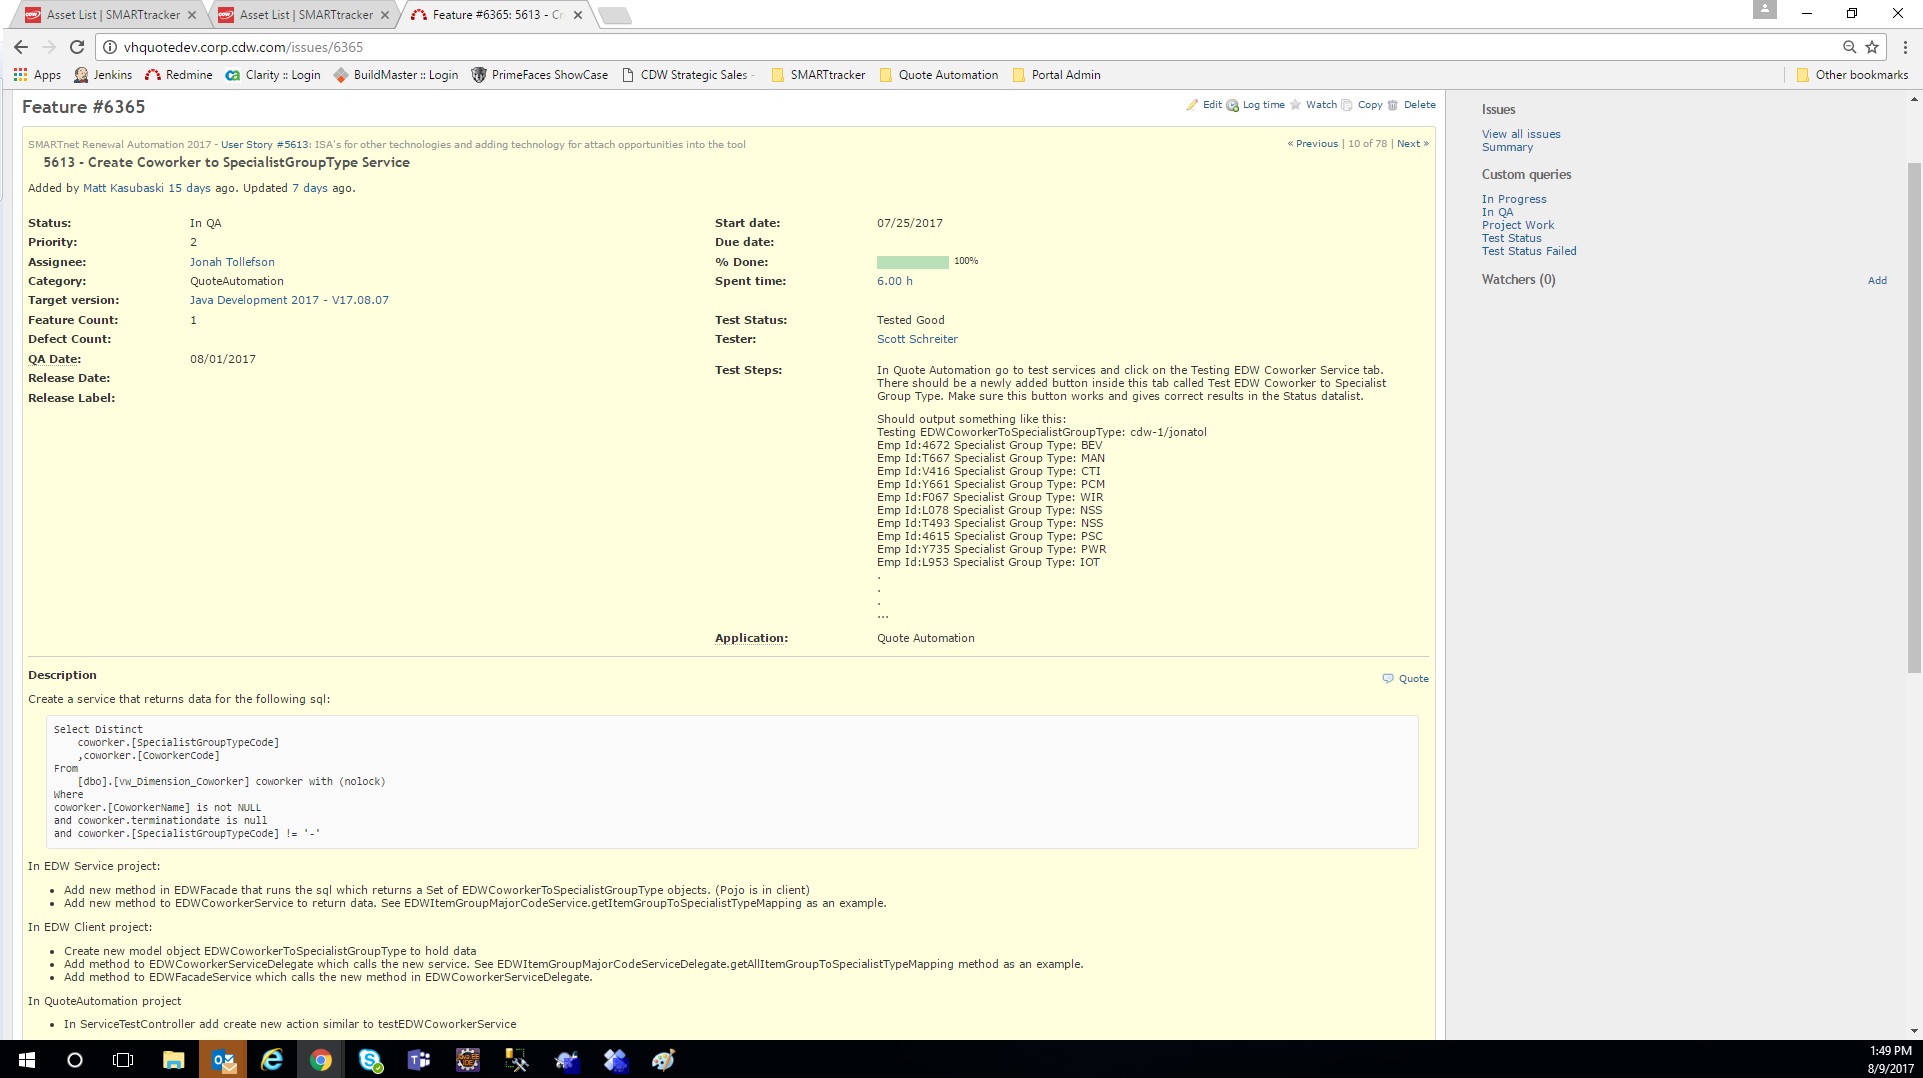 Asset List | SMARTtracker
Asset List | SMARTtracker
Feature #6365: 5613 - Cr
vhquotedev.corp.cdw.com/issues/6365
Apps Jenkins Redmine Clarity :: Login BuildMaster :: Login PrimeFaces ShowCase CDW Strategic Sales - SMARTtracker Quote Automation Portal Admin Other bookmarks
Feature #6365
Edit Log time Watch Copy Delete
SMARTnet Renewal Automation 2017 - User Story #5613: ISA's for other technologies and adding technology for attach opportunities into the tool
« Previous | 10 of 78 | Next »
5613 - Create Coworker to SpecialistGroupType Service
Added by Matt Kasubaski 15 days ago. Updated 7 days ago.
Status: In QA
Priority: 2
Assignee: Jonah Tollefson
Category: QuoteAutomation
Target version: Java Development 2017 - V17.08.07
Feature Count: 1
Defect Count:
QA Date: 08/01/2017
Release Date:
Release Label:
Start date: 07/25/2017
Due date:
% Done: 100%
Spent time: 6.00 h
Test Status: Tested Good
Tester: Scott Schreiter
Test Steps: In Quote Automation go to test services and click on the Testing EDW Coworker Service tab.
There should be a newly added button inside this tab called Test EDW Coworker to Specialist
Group Type. Make sure this button works and gives correct results in the Status datalist.
Should output something like this:
Testing EDWCoworkerToSpecialistGroupType: cdw-1/jonatol
Emp Id:4672 Specialist Group Type: BEV
Emp Id:T667 Specialist Group Type: MAN
Emp Id:V416 Specialist Group Type: CTI
Emp Id:Y661 Specialist Group Type: PCM
Emp Id:F067 Specialist Group Type: WIR
Emp Id:L078 Specialist Group Type: NSS
Emp Id:T493 Specialist Group Type: NSS
Emp Id:4615 Specialist Group Type: PSC
Emp Id:Y735 Specialist Group Type: PWR
Emp Id:L953 Specialist Group Type: IOT
.
.
.
...
Application: Quote Automation
Description
Quote
Create a service that returns data for the following sql:
Select Distinct
coworker.[SpecialistGroupTypeCode]
,coworker.[CoworkerCode]
From
[dbo].[vw_Dimension_Coworker] coworker with (nolock)
Where
coworker.[CoworkerName] is not NULL
and coworker.terminationdate is null
and coworker.[SpecialistGroupTypeCode] != '-'
In EDW Service project:
• Add new method in EDWFacade that runs the sql which returns a Set of EDWCoworkerToSpecialistGroupType objects. (Pojo is in client)
• Add new method to EDWCoworkerService to return data. See EDWItemGroupMajorCodeService.getItemGroupToSpecialistTypeMapping as an example.
In EDW Client project:
• Create new model object EDWCoworkerToSpecialistGroupType to hold data
• Add method to EDWCoworkerServiceDelegate which calls the new service. See EDWItemGroupMajorCodeServiceDelegate.getAllItemGroupToSpecialistTypeMapping method as an example.
• Add method to EDWFacadeService which calls the new method in EDWCoworkerServiceDelegate.
In QuoteAutomation project
• In ServiceTestController add create new action similar to testEDWCoworkerService
Issues
View all issues
Summary
Custom queries
In Progress
In QA
Project Work
Test Status
Test Status Failed
Watchers (0)
Add
1:49 PM
8/9/2017